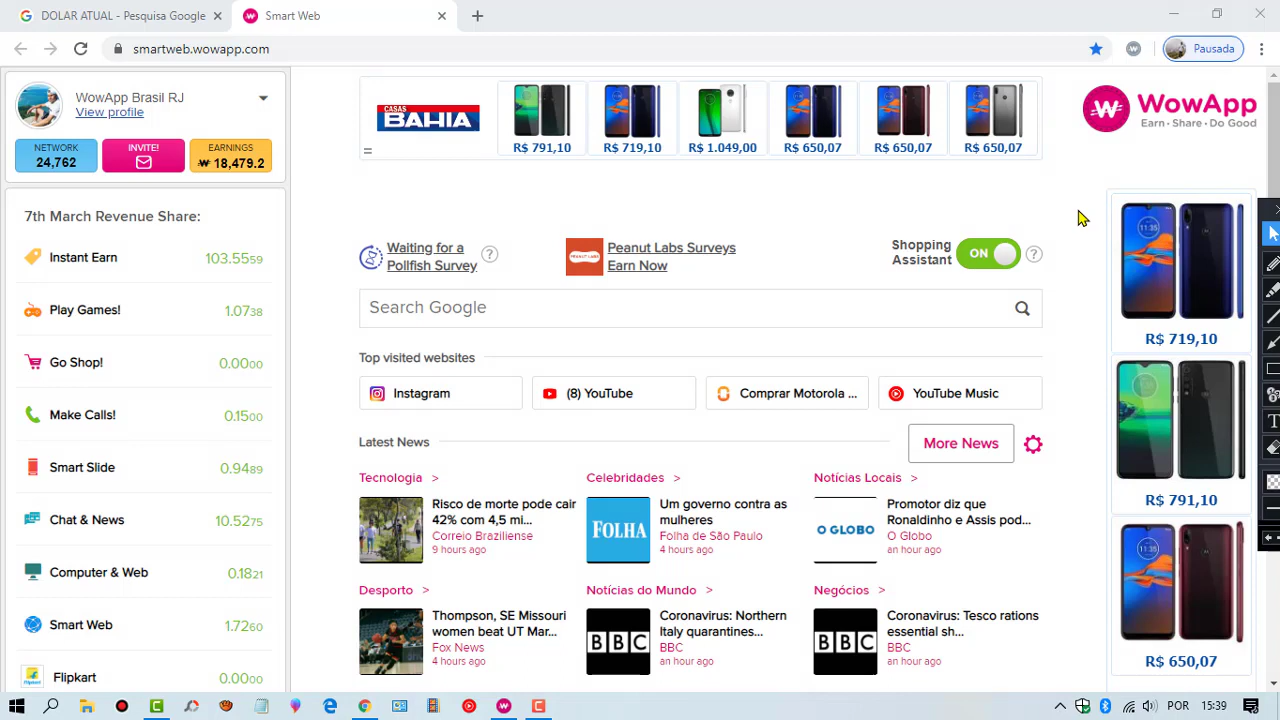 DOLAR ATUAL - Pesquisa Google
Smart Web
smartweb.wowapp.com
Pausada
WowApp Brasil RJ
View profile
NETWORK
24,762
INVITE!
EARNINGS
18,479.2
7th March Revenue Share:
Instant Earn 103.5559
Play Games! 1.0738
Go Shop! 0.0000
Make Calls! 0.1500
Smart Slide 0.9489
Chat & News 10.5275
Computer & Web 0.1821
Smart Web 1.7260
Flipkart 0.0000
CASAS
BAHIA
R$ 791,10
R$ 719,10
R$ 1.049,00
R$ 650,07
R$ 650,07
R$ 650,07
WowApp
Earn · Share · Do Good
Waiting for a
Pollfish Survey
?
Peanut Labs Surveys
Earn Now
Shopping
Assistant
ON
?
Search Google
Top visited websites
Instagram
(8) YouTube
Comprar Motorola ...
YouTube Music
Latest News
More News
Tecnologia >
Risco de morte pode cair
42% com 4,5 mi...
Correio Braziliense
9 hours ago
Celebridades >
FOLHA
Um governo contra as
mulheres
Folha de São Paulo
4 hours ago
Notícias Locais >
O GLOBO
Promotor diz que
Ronaldinho e Assis pod...
O Globo
an hour ago
Desporto >
Thompson, SE Missouri
women beat UT Mar...
Fox News
4 hours ago
Notícias do Mundo >
BBC
Coronavirus: Northern
Italy quarantines...
BBC
an hour ago
Negócios >
BBC
Coronavirus: Tesco rations
essential sh...
BBC
an hour ago
11:35
R$ 719,10
R$ 791,10
11:35
R$ 650,07
POR
15:39